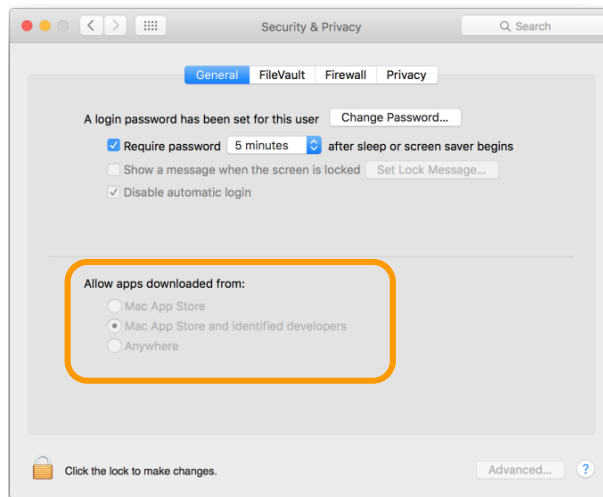 Security & Privacy
Search
General FileVault Firewall Privacy
A login password has been set for this user Change Password...
Require password 5 minutes after sleep or screen saver begins
Show a message when the screen is locked Set Lock Message...
Disable automatic login
Allow apps downloaded from:
Mac App Store
Mac App Store and identified developers
Anywhere
Click the lock to make changes.
Advanced... ?